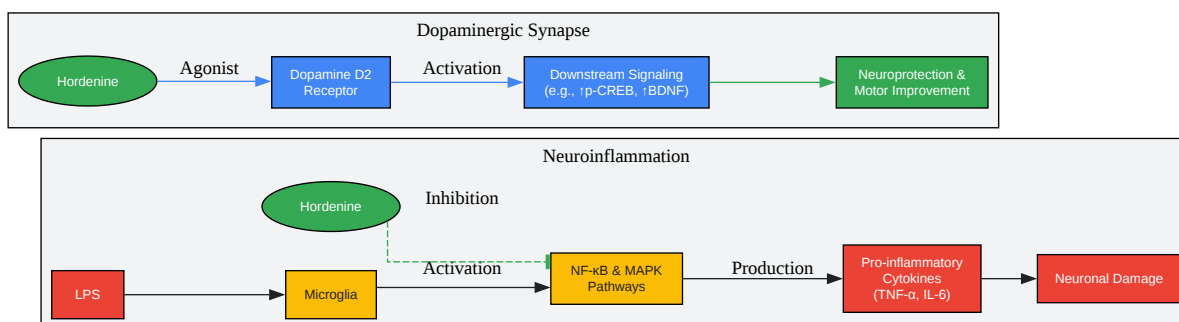 Dopaminergic Synapse
Hordenine
Agonist
Dopamine D2
Receptor
Activation
Downstream Signaling
(e.g., ↑p-CREB, ↑BDNF)
Neuroprotection &
Motor Improvement
Neuroinflammation
Hordenine
Inhibition
LPS
Microglia
Activation
NF-κB & MAPK
Pathways
Production
Pro-inflammatory
Cytokines
(TNF-α, IL-6)
Neuronal Damage